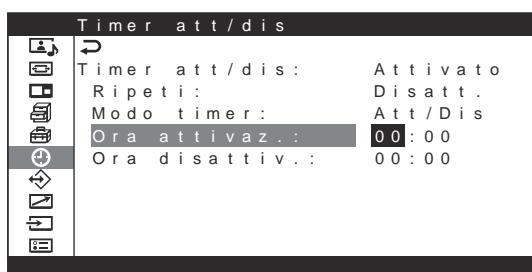 Timer att/dis
Timer att/dis: Attivato
Ripeti: Disatt.
Modo timer: Att/Dis
Ora attivaz.: 00:00
Ora disattiv.: 00:00